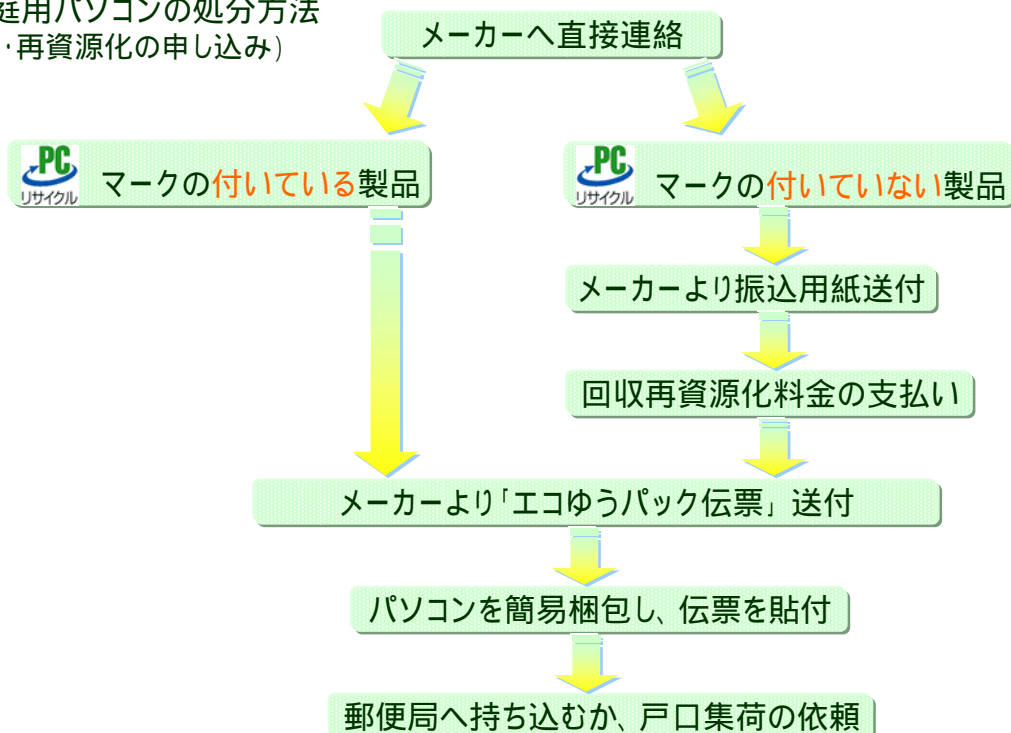 庭用パソコンの処分方法
・再資源化の申し込み)
メーカーへ直接連絡
PC
リサイクル
マークの付いている製品
PC
リサイクル
マークの付いていない製品
メーカーより振込用紙送付
回収再資源化料金の支払い
メーカーより「エコゆうパック伝票」送付
パソコンを簡易梱包し、伝票を貼付
郵便局へ持ち込むか、戸口集荷の依頼